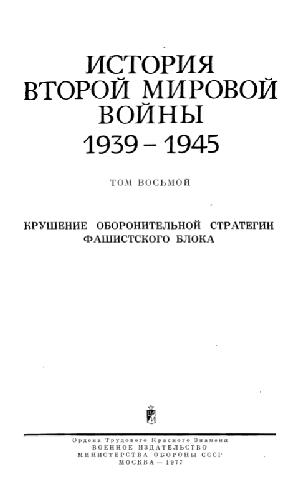 ИСТОРИЯ
ВТОРОЙ МИРОВОЙ
ВОЙНЫ
1939 – 1945
ТОМ ВОСЬМОЙ
КРУШЕНИЕ ОБОРОНИТЕЛЬНОЙ СТРАТЕГИИ
ФАШИСТСКОГО БЛОКА
Ордена Трудового Красного Знамени
ВОЕННОЕ ИЗДАТЕЛЬСТВО
МИНИСТЕРСТВА ОБОРОНЫ СССР
МОСКВА — 1977